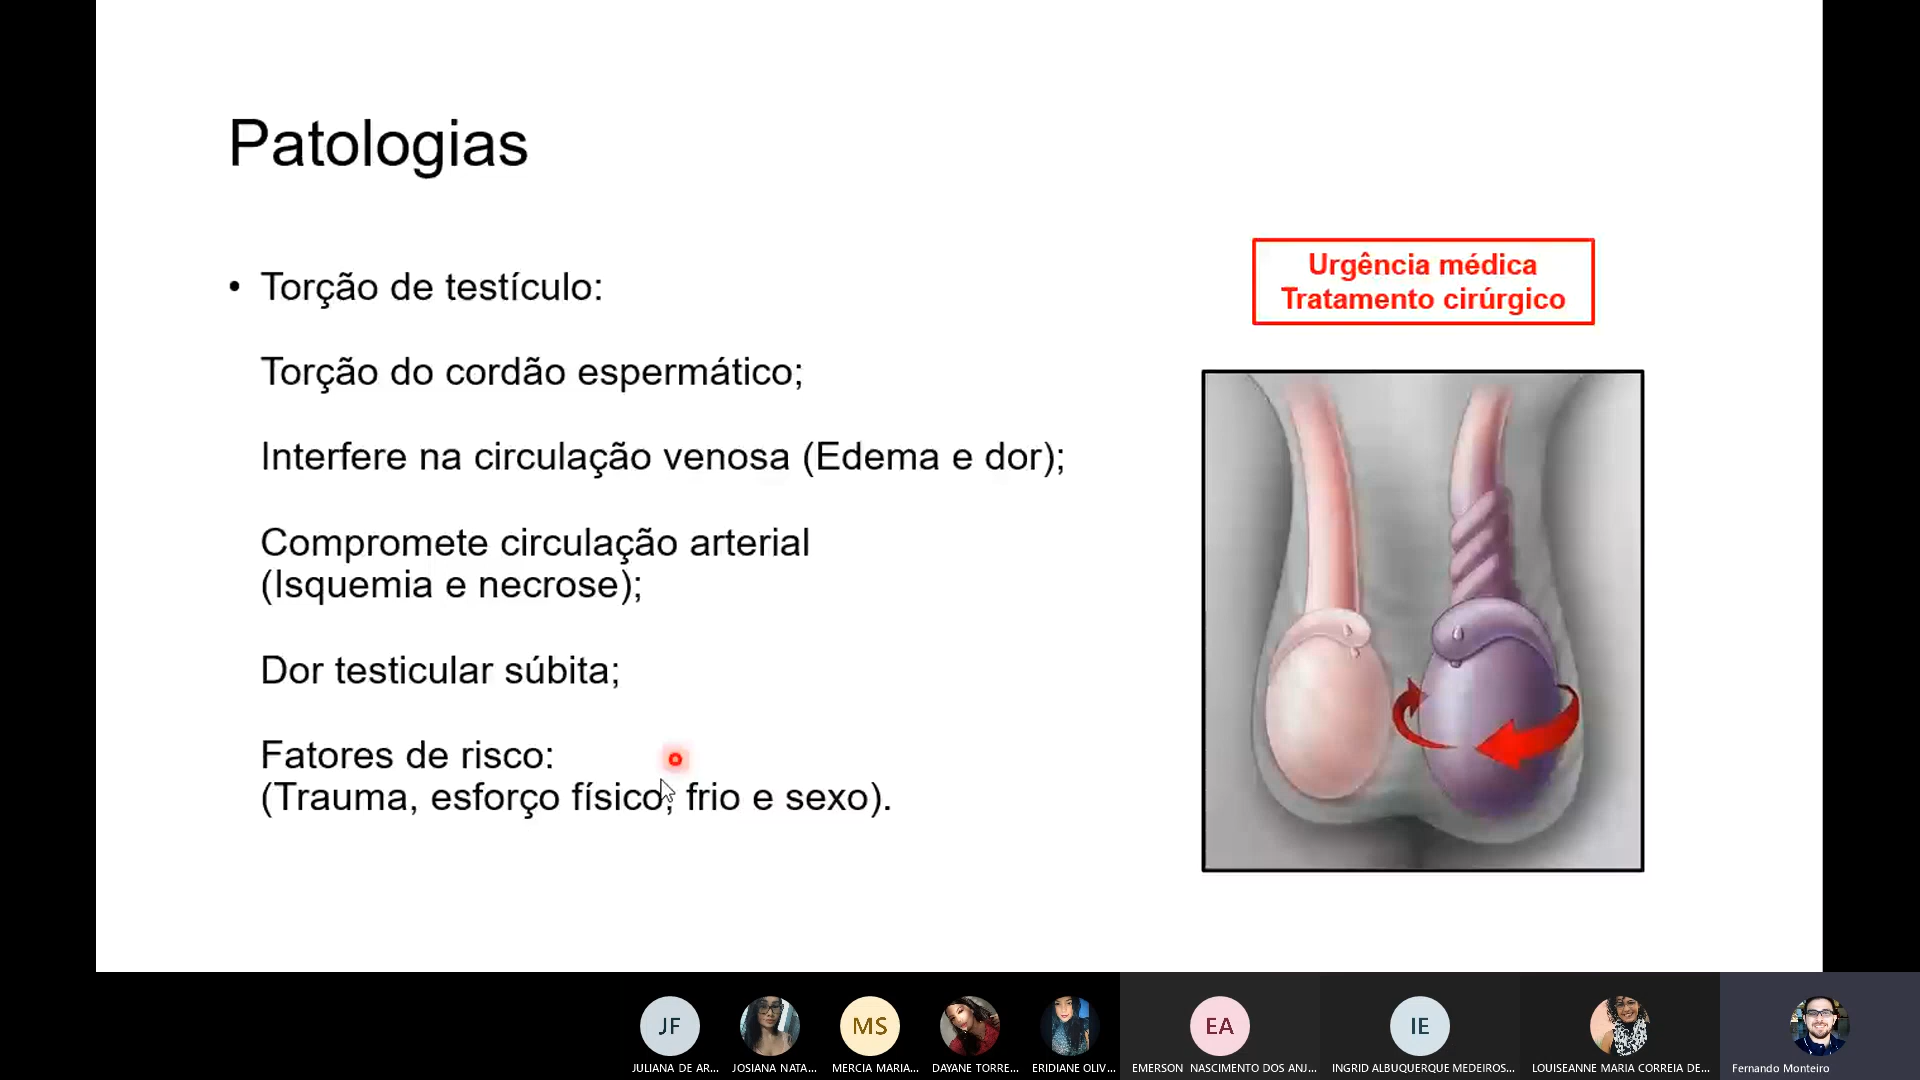 Patologias
Urgência médica
Tratamento cirúrgico
• Torção de testículo:
Torção do cordão espermático;
Interfere na circulação venosa (Edema e dor);
Compromete circulação arterial
(Isquemia e necrose);
Dor testicular súbita;
Fatores de risco:
(Trauma, esforço físico, frio e sexo).
JF
MS
EA
IE
JULIANA DE AR...
JOSIANA NATA...
MERCIA MARIA...
DAYANE TORRE...
ERIDIANE OLIV...
EMERSON NASCIMENTO DOS ANJ...
INGRID ALBUQUERQUE MEDEIROS...
LOUISEANNE MARIA CORREIA DE...
Fernando Monteiro